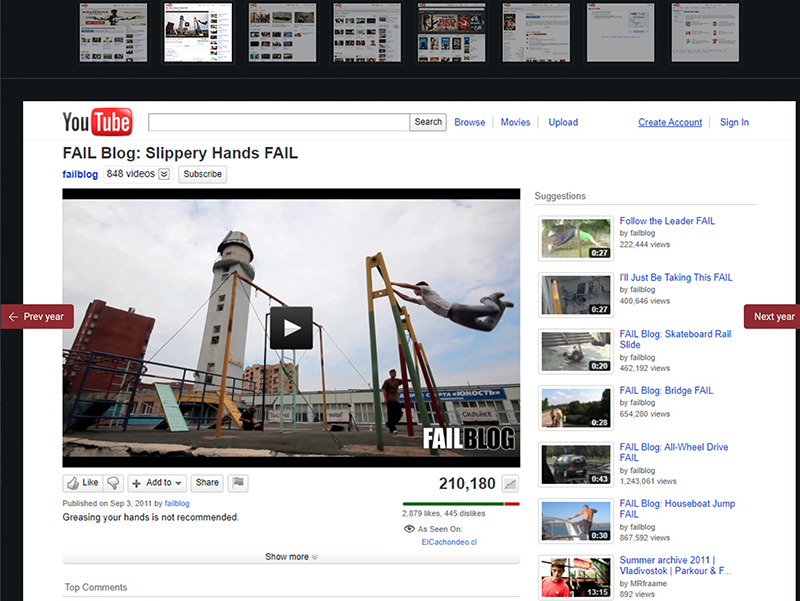 YouTube
Search
Browse
Movies
Upload
Create Account
Sign In
FAIL Blog: Slippery Hands FAIL
failblog 848 videos Subscribe
СПОРТА "ЮНОСТЬ"
FAILBLOG
Prev year
Next year
Like
Add to
Share
210,180
Published on Sep 3, 2011 by failblog
Greasing your hands is not recommended.
2,879 likes, 445 dislikes
As Seen On:
ElCachondeo.cl
Show more
Top Comments
Suggestions
Follow the Leader FAIL
by failblog
222,444 views
0:27
I'll Just Be Taking This FAIL
by failblog
400,646 views
0:27
FAIL Blog: Skateboard Rail
Slide
by failblog
462,192 views
0:20
FAIL Blog: Bridge FAIL
by failblog
654,280 views
0:28
FAIL Blog: All-Wheel Drive
FAIL
by failblog
1,243,061 views
0:43
FAIL Blog: Houseboat Jump
FAIL
by failblog
867,592 views
0:30
Summer archive 2011 |
Vladivostok | Parkour & F...
by MRfraame
892 views
13:15